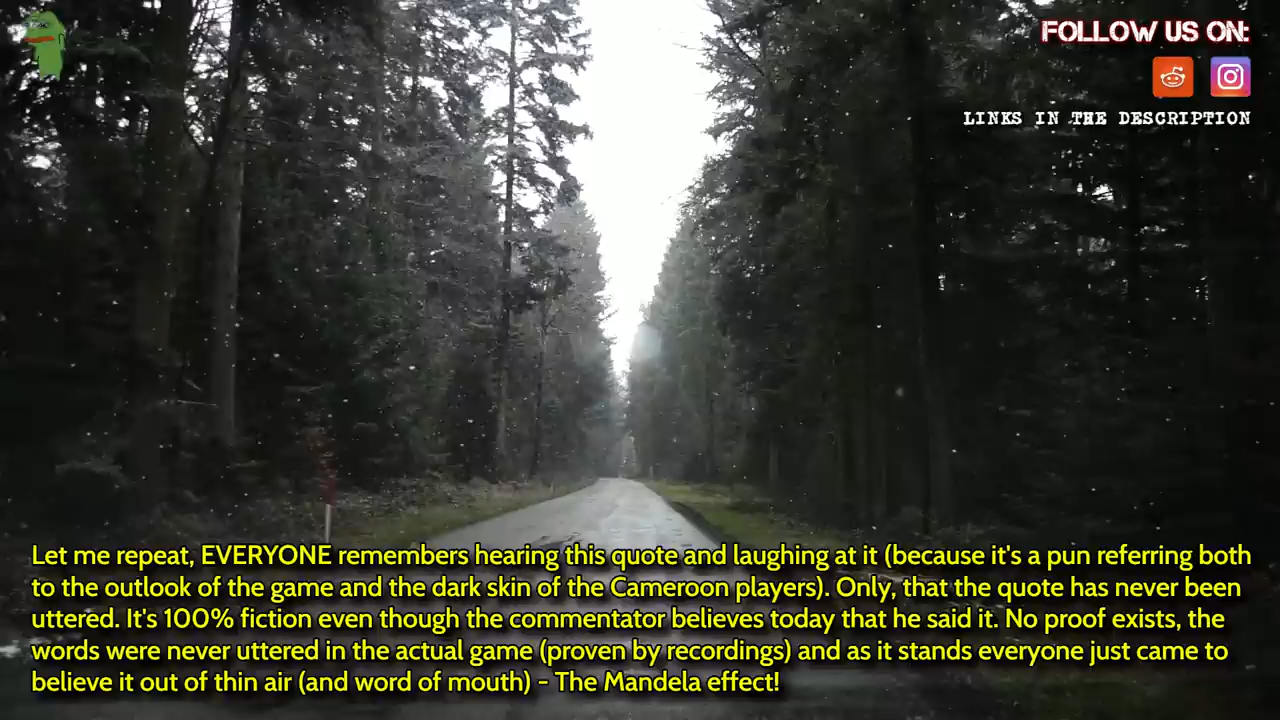 FOLLOW US ON:
LINKS IN THE DESCRIPTION
Let me repeat, EVERYONE remembers hearing this quote and laughing at it (because it's a pun referring both
to the outlook of the game and the dark skin of the Cameroon players). Only, that the quote has never been
uttered. It's 100% fiction even though the commentator believes today that he said it. No proof exists, the
words were never uttered in the actual game (proven by recordings) and as it stands everyone just came to
believe it out of thin air (and word of mouth) - The Mandela effect!